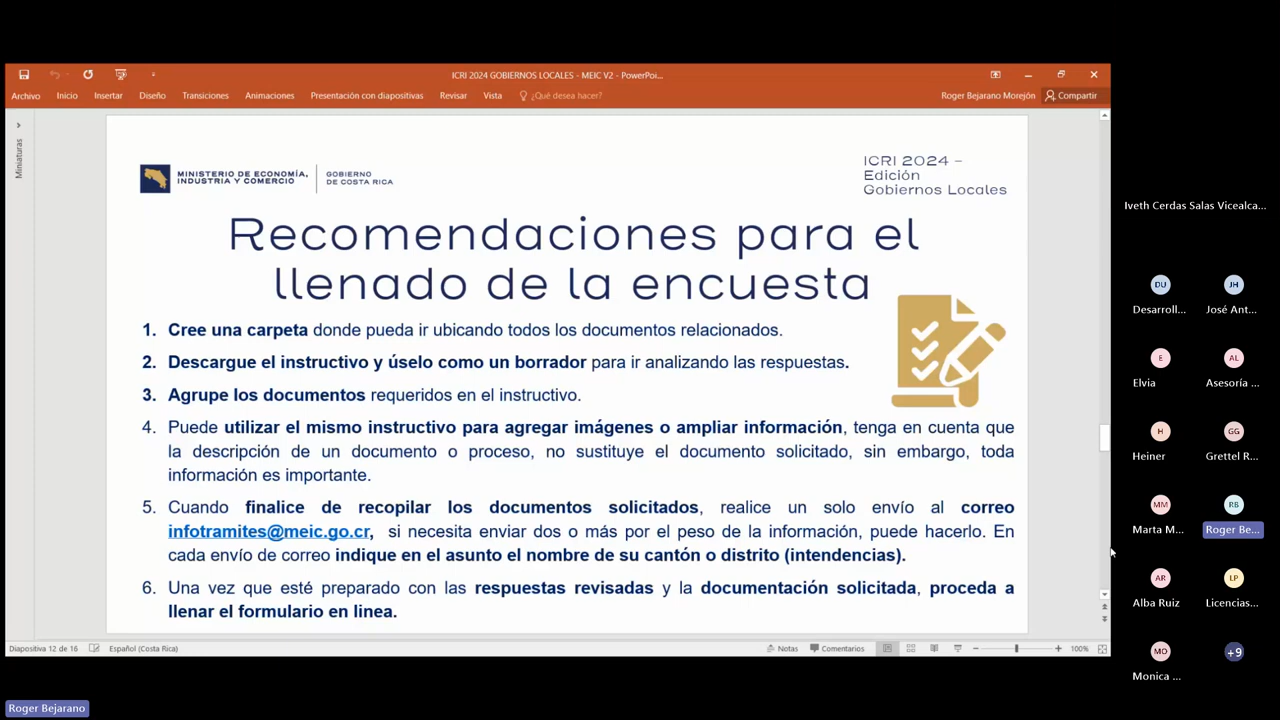 ICRI 2024 GOBIERNOS LOCALES - MEIC V2 - PowerPoi...
Archivo Inicio Insertar Diseño Transiciones Animaciones Presentación con diapositivas Revisar Vista ¿Qué desea hacer? Roger Bejarano Morejón Compartir
Miniaturas
MINISTERIO DE ECONOMÍA,
INDUSTRIA Y COMERCIO
GOBIERNO
DE COSTA RICA
ICRI 2024 –
Edición
Gobiernos Locales
Recomendaciones para el
llenado de la encuesta
1. Cree una carpeta donde pueda ir ubicando todos los documentos relacionados.
2. Descargue el instructivo y úselo como un borrador para ir analizando las respuestas.
3. Agrupe los documentos requeridos en el instructivo.
4. Puede utilizar el mismo instructivo para agregar imágenes o ampliar información, tenga en cuenta que
la descripción de un documento o proceso, no sustituye el documento solicitado, sin embargo, toda
información es importante.
5. Cuando finalice de recopilar los documentos solicitados, realice un solo envío al correo
infotramites@meic.go.cr, si necesita enviar dos o más por el peso de la información, puede hacerlo. En
cada envío de correo indique en el asunto el nombre de su cantón o distrito (intendencias).
6. Una vez que esté preparado con las respuestas revisadas y la documentación solicitada, proceda a
llenar el formulario en linea.
Diapositiva 12 de 16 Español (Costa Rica) Notas Comentarios 100%
Roger Bejarano
Iveth Cerdas Salas Vicealca...
DU JH
Desarroll... José Ant...
E AL
Elvia Asesoría ...
H GG
Heiner Grettel R...
MM RB
Marta M... Roger Be...
AR LP
Alba Ruiz Licencias...
MO +9
Monica ...